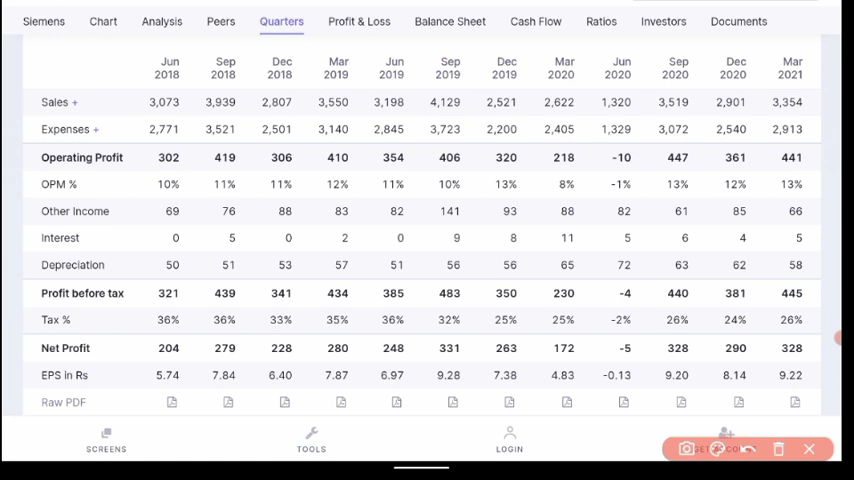 Siemens Chart Analysis Peers Quarters Profit & Loss Balance Sheet Cash Flow Ratios Investors Documents
Jun 2018 Sep 2018 Dec 2018 Mar 2019 Jun 2019 Sep 2019 Dec 2019 Mar 2020 Jun 2020 Sep 2020 Dec 2020 Mar 2021
Sales + 3,073 3,939 2,807 3,550 3,198 4,129 2,521 2,622 1,320 3,519 2,901 3,354
Expenses + 2,771 3,521 2,501 3,140 2,845 3,723 2,200 2,405 1,329 3,072 2,540 2,913
Operating Profit 302 419 306 410 354 406 320 218 -10 447 361 441
OPM % 10% 11% 11% 12% 11% 10% 13% 8% -1% 13% 12% 13%
Other Income 69 76 88 83 82 141 93 88 82 61 85 66
Interest 0 5 0 2 0 9 8 11 5 6 4 5
Depreciation 50 51 53 57 51 56 56 65 72 63 62 58
Profit before tax 321 439 341 434 385 483 350 230 -4 440 381 445
Tax % 36% 36% 33% 35% 36% 32% 25% 25% -2% 26% 24% 26%
Net Profit 204 279 228 280 248 331 263 172 -5 328 290 328
EPS in Rs 5.74 7.84 6.40 7.87 6.97 9.28 7.38 4.83 -0.13 9.20 8.14 9.22
Raw PDF
SCREENS TOOLS LOGIN